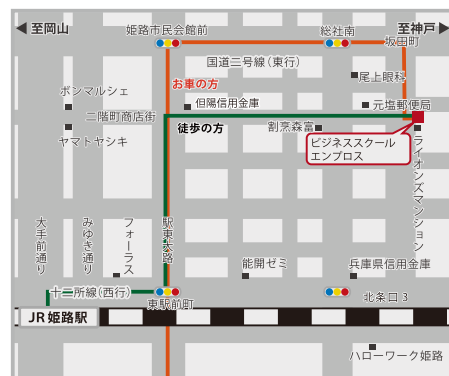 至岡山
姫路市民会館前
総社南
至神戸
坂田町
国道二号線(東行)
お車の方
尾上眼科
ボンマルシェ
但陽信用金庫
元塩郵便局
二階町商店街
徒歩の方
割烹森富
ヤマトヤシキ
ビジネススクール
エンプロス
ライオンズマンション
大手前通り
みゆき通り
フォーラス
駅東大路
能開ゼミ
兵庫県信用金庫
十二所線(西行)
東駅前町
北条口3
JR姫路駅
ハローワーク姫路